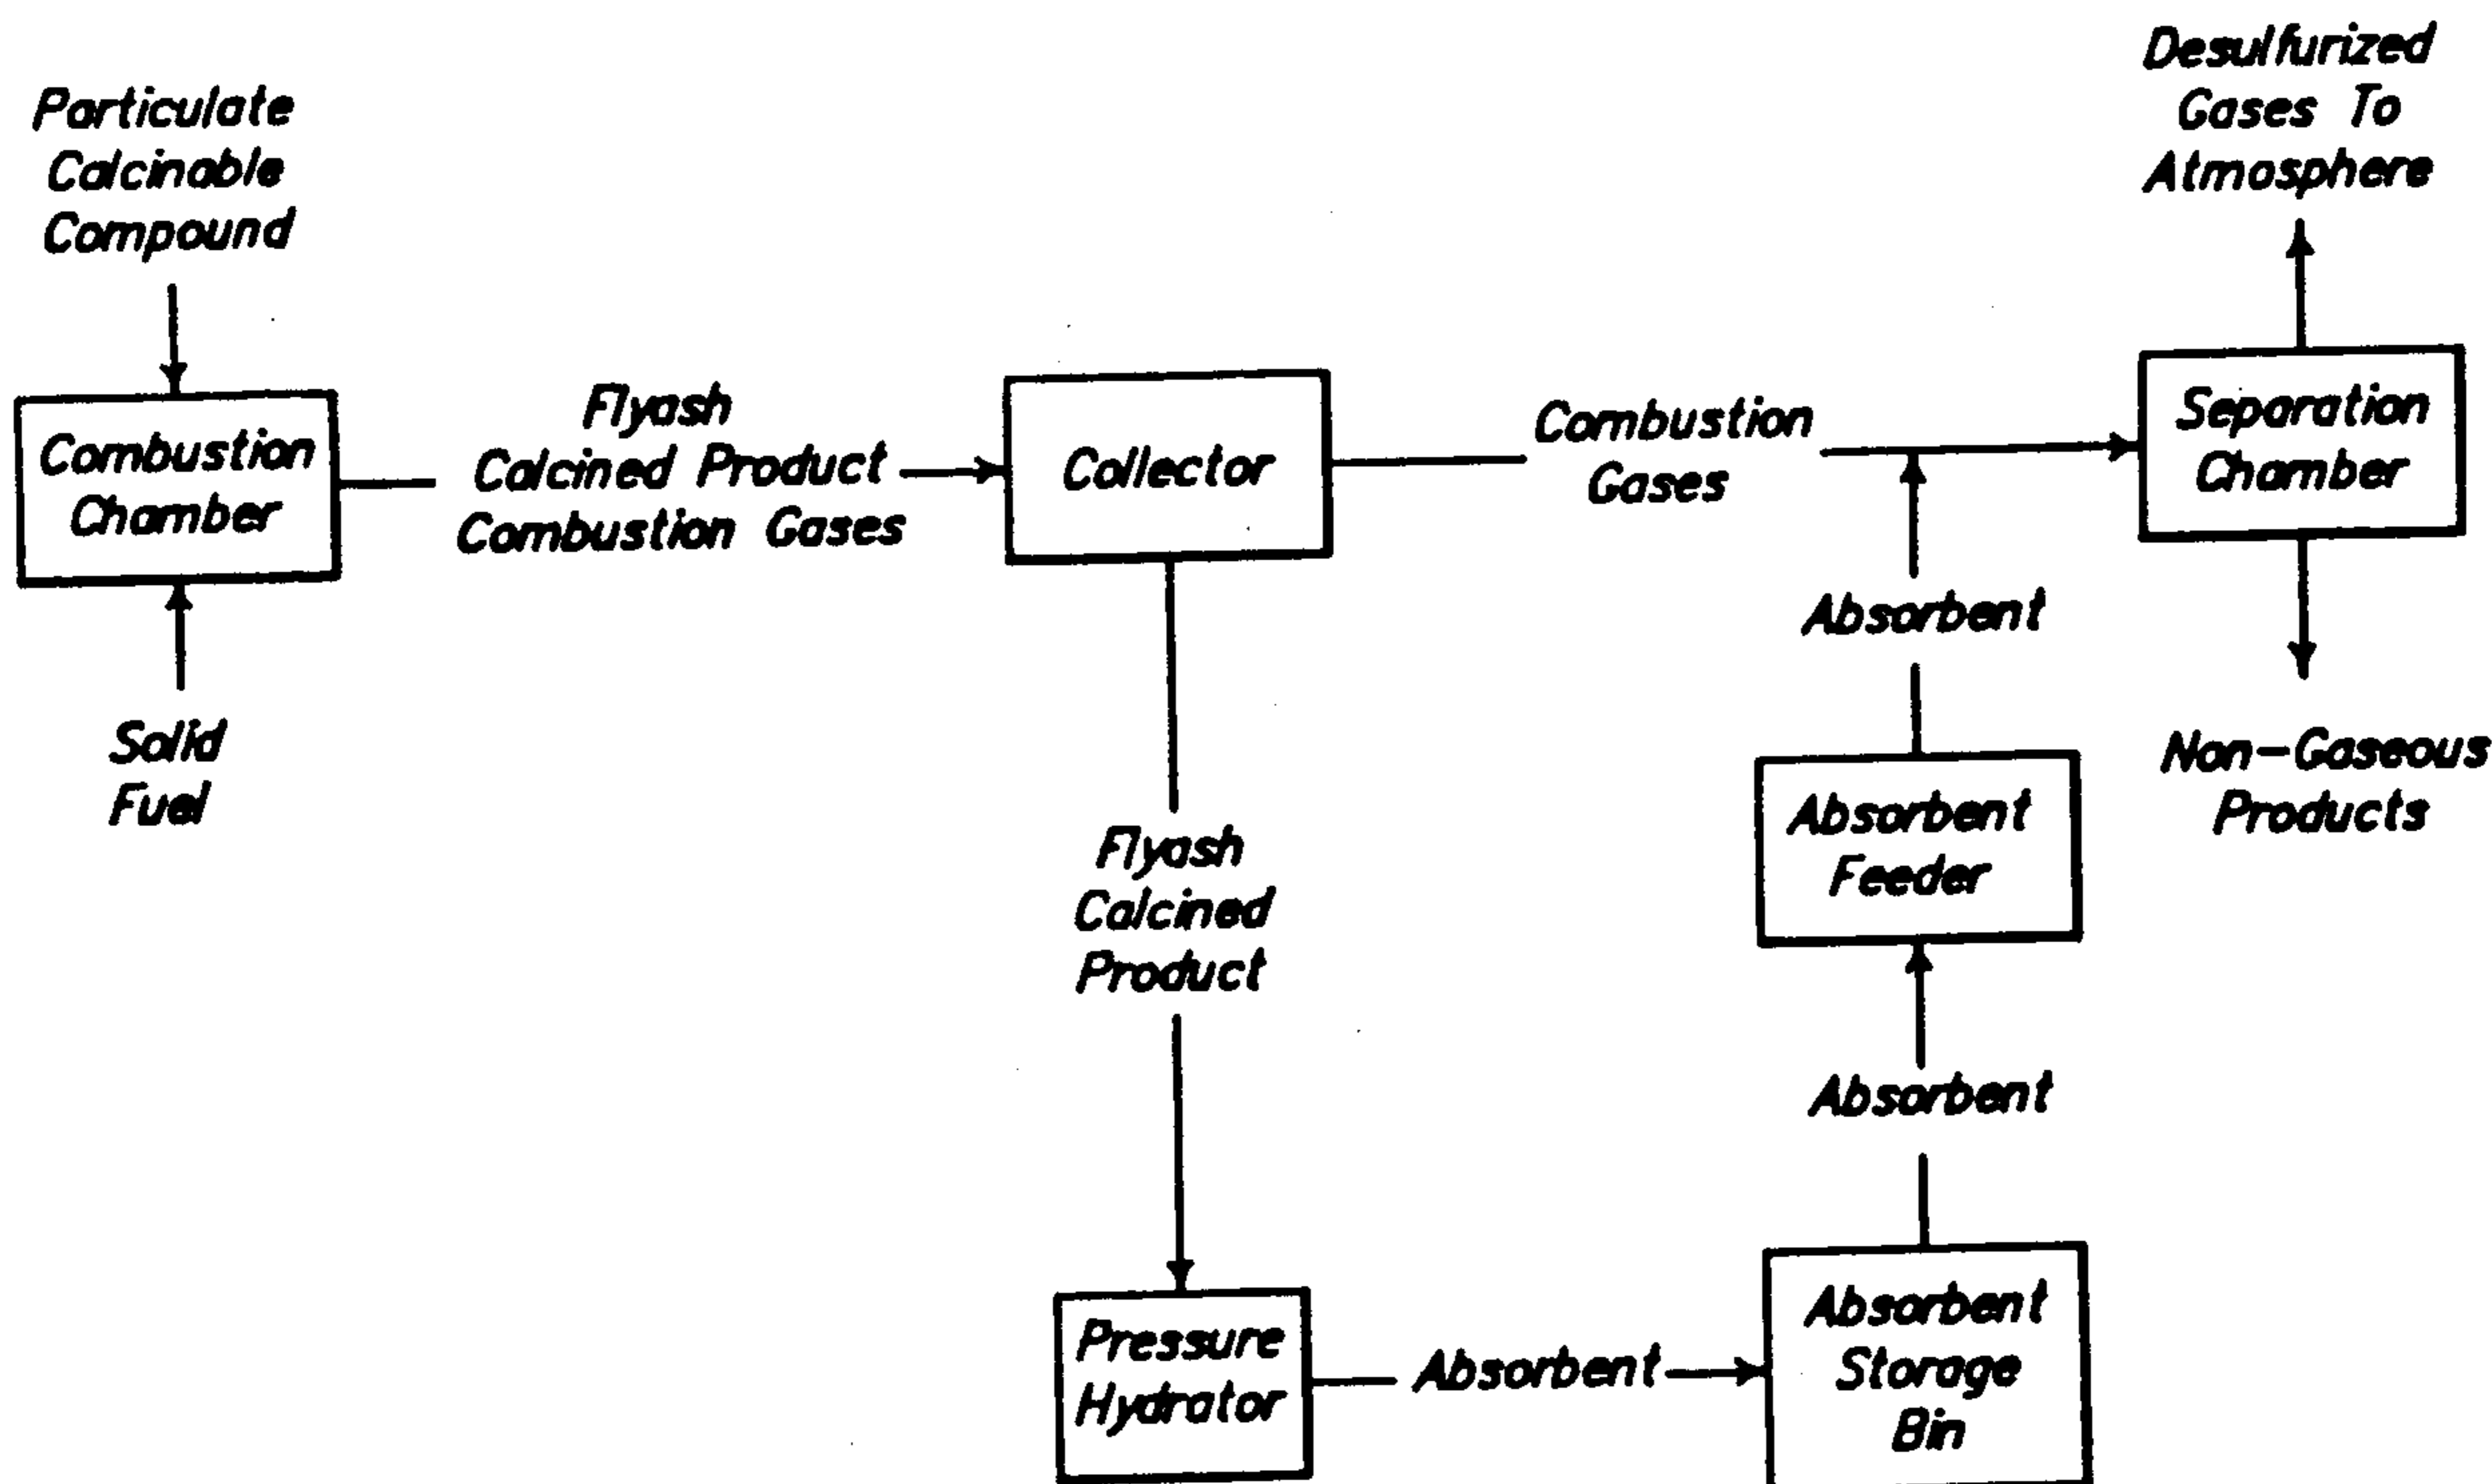 Particulate
Calcinable
Compound
Desulfurized
Gases To
Atmosphere
Combustion
Chamber
Flyash
Calcined Product
Combustion Gases
Collector
Combustion
Gases
Separation
Chamber
Solid
Fuel
Absorbent
Non-Gaseous
Products
Flyash
Calcined
Product
Absorbent
Feeder
Absorbent
Pressure
Hydrator
Absorbent
Absorbent
Storage
Bin